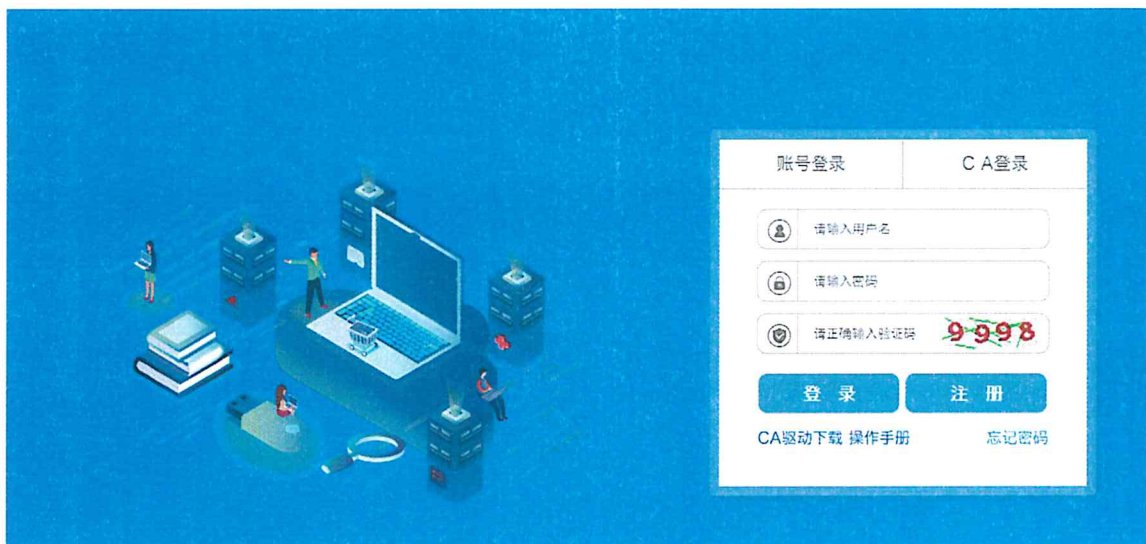 账号登录
C A登录
请输入用户名
请输入密码
请正确输入验证码
9998
登 录
注 册
CA驱动下载 操作手册
忘记密码